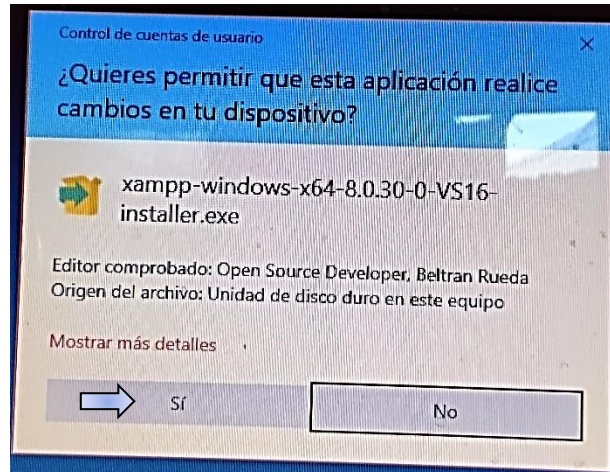 Control de cuentas de usuario
¿Quieres permitir que esta aplicación realice
cambios en tu dispositivo?
xampp-windows-x64-8.0.30-0-VS16-
installer.exe
Editor comprobado: Open Source Developer, Beltran Rueda
Origen del archivo: Unidad de disco duro en este equipo
Mostrar más detalles
Sí
No